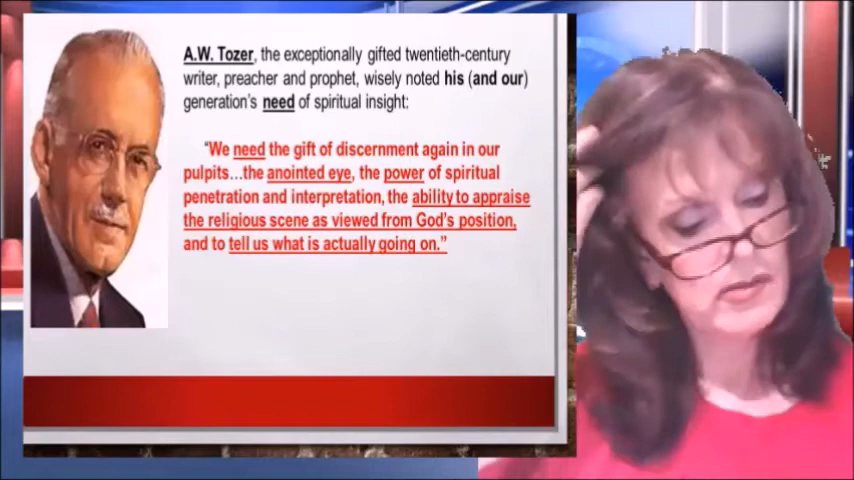 A.W. Tozer, the exceptionally gifted twentieth-century
writer, preacher and prophet, wisely noted his (and our)
generation's need of spiritual insight:
"We need the gift of discernment again in our
pulpits…the anointed eye, the power of spiritual
penetration and interpretation, the ability to appraise
the religious scene as viewed from God's position,
and to tell us what is actually going on."